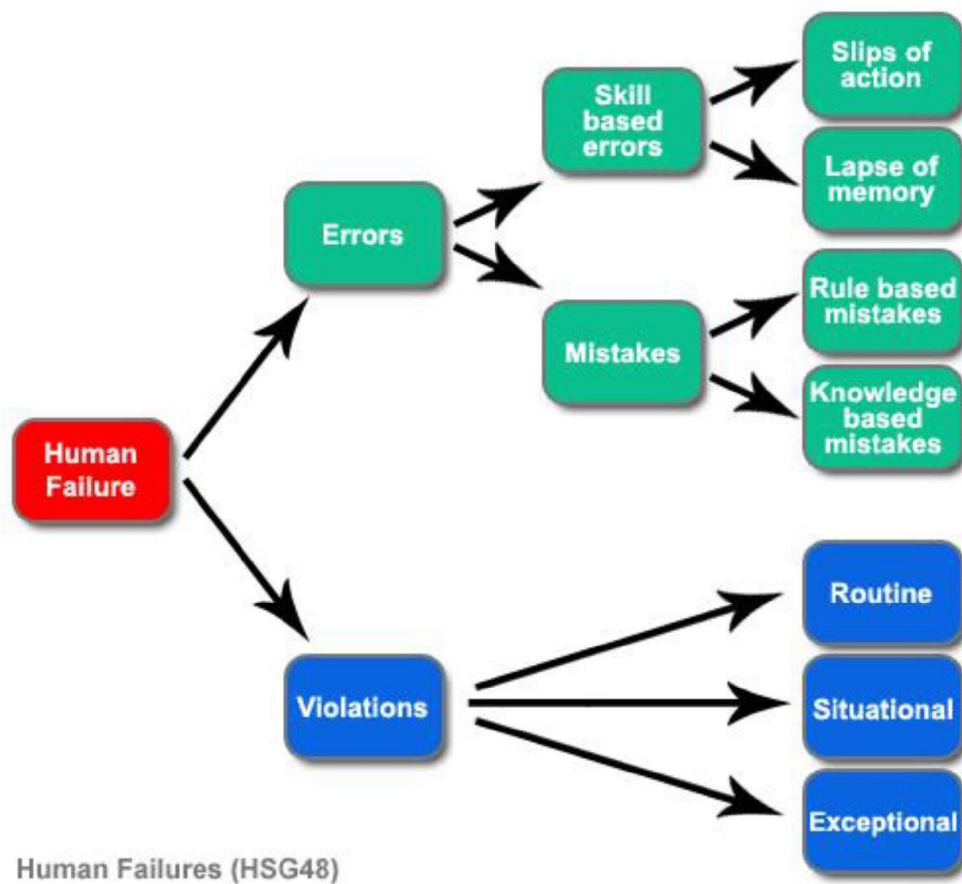 Slips of
action
Skill
based
errors
Lapse of
memory
Errors
Rule based
mistakes
Mistakes
Knowledge
based
mistakes
Human
Failure
Routine
Violations
Situational
Exceptional
Human Failures (HSG48)